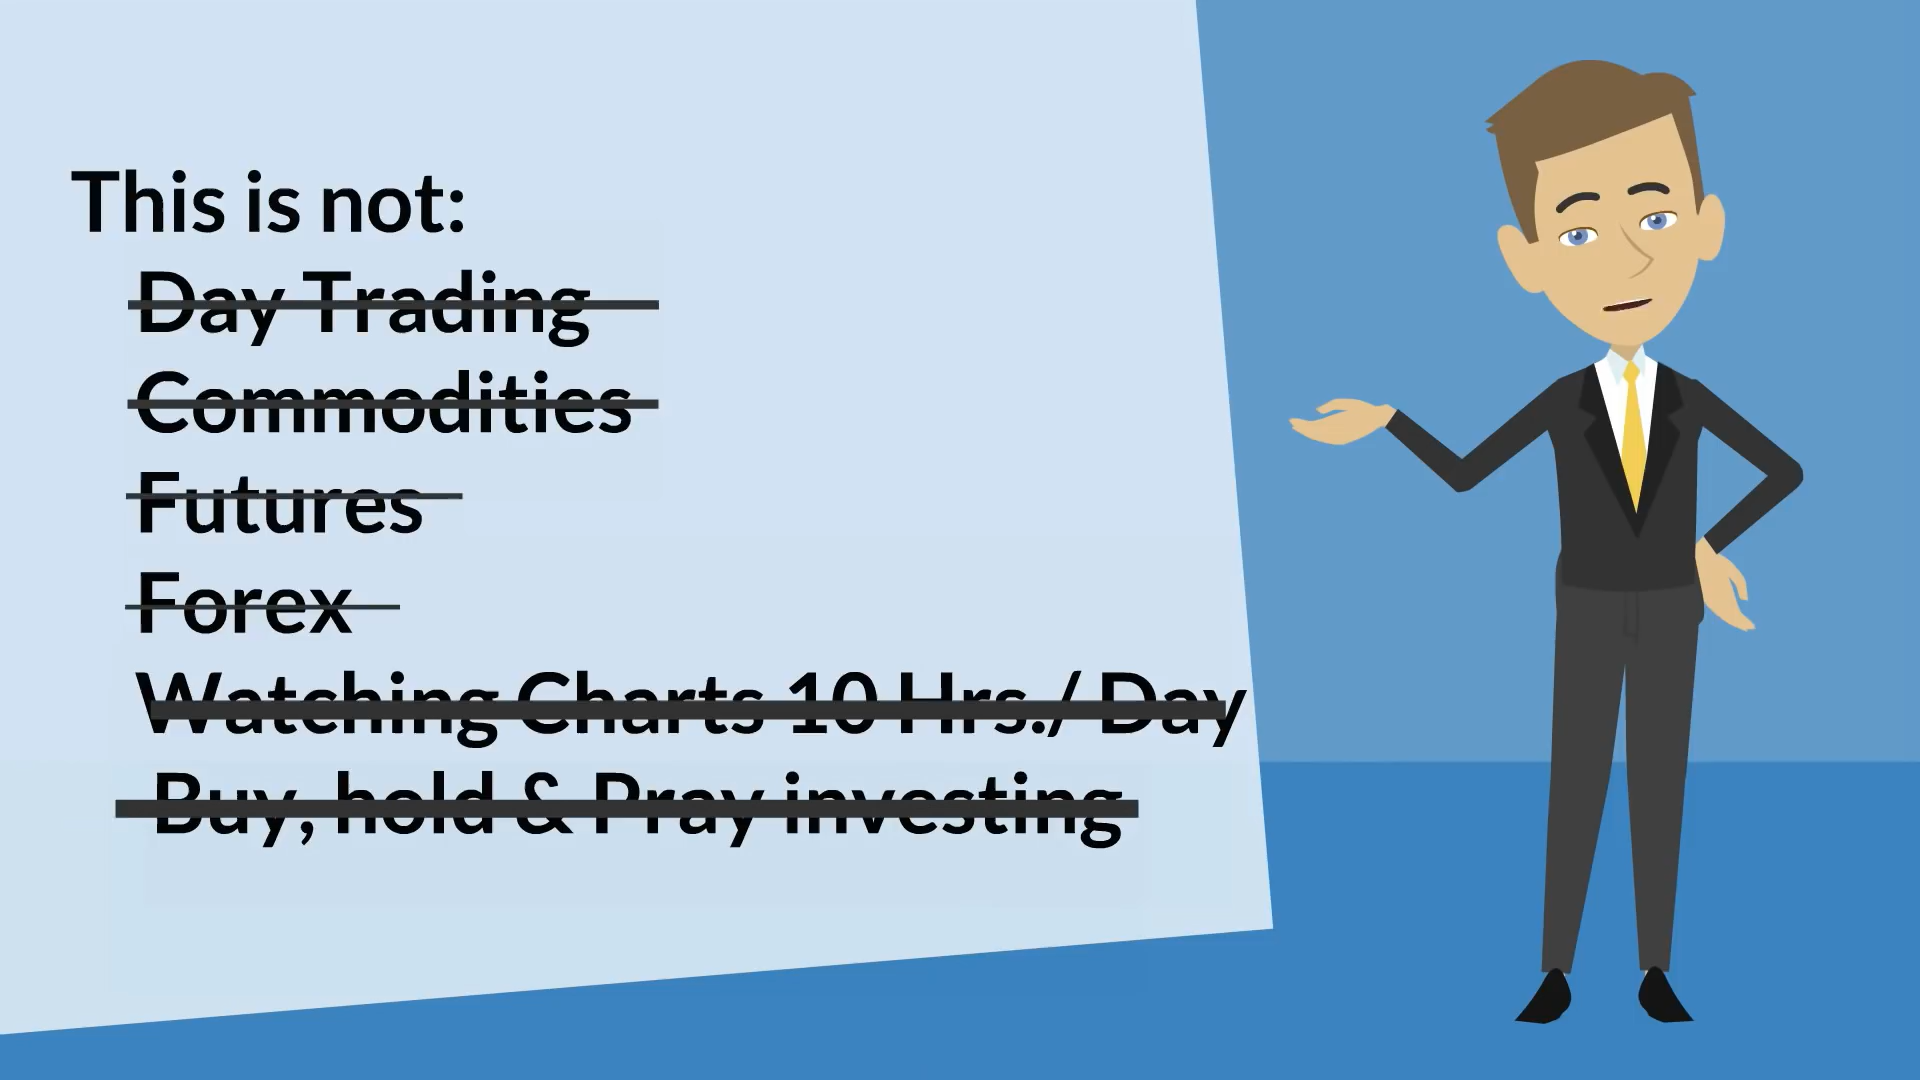 This is not:
Day Trading
Commodities
Futures
Forex
Watching Charts 10 Hrs./ Day
Buy, hold & Pray investing